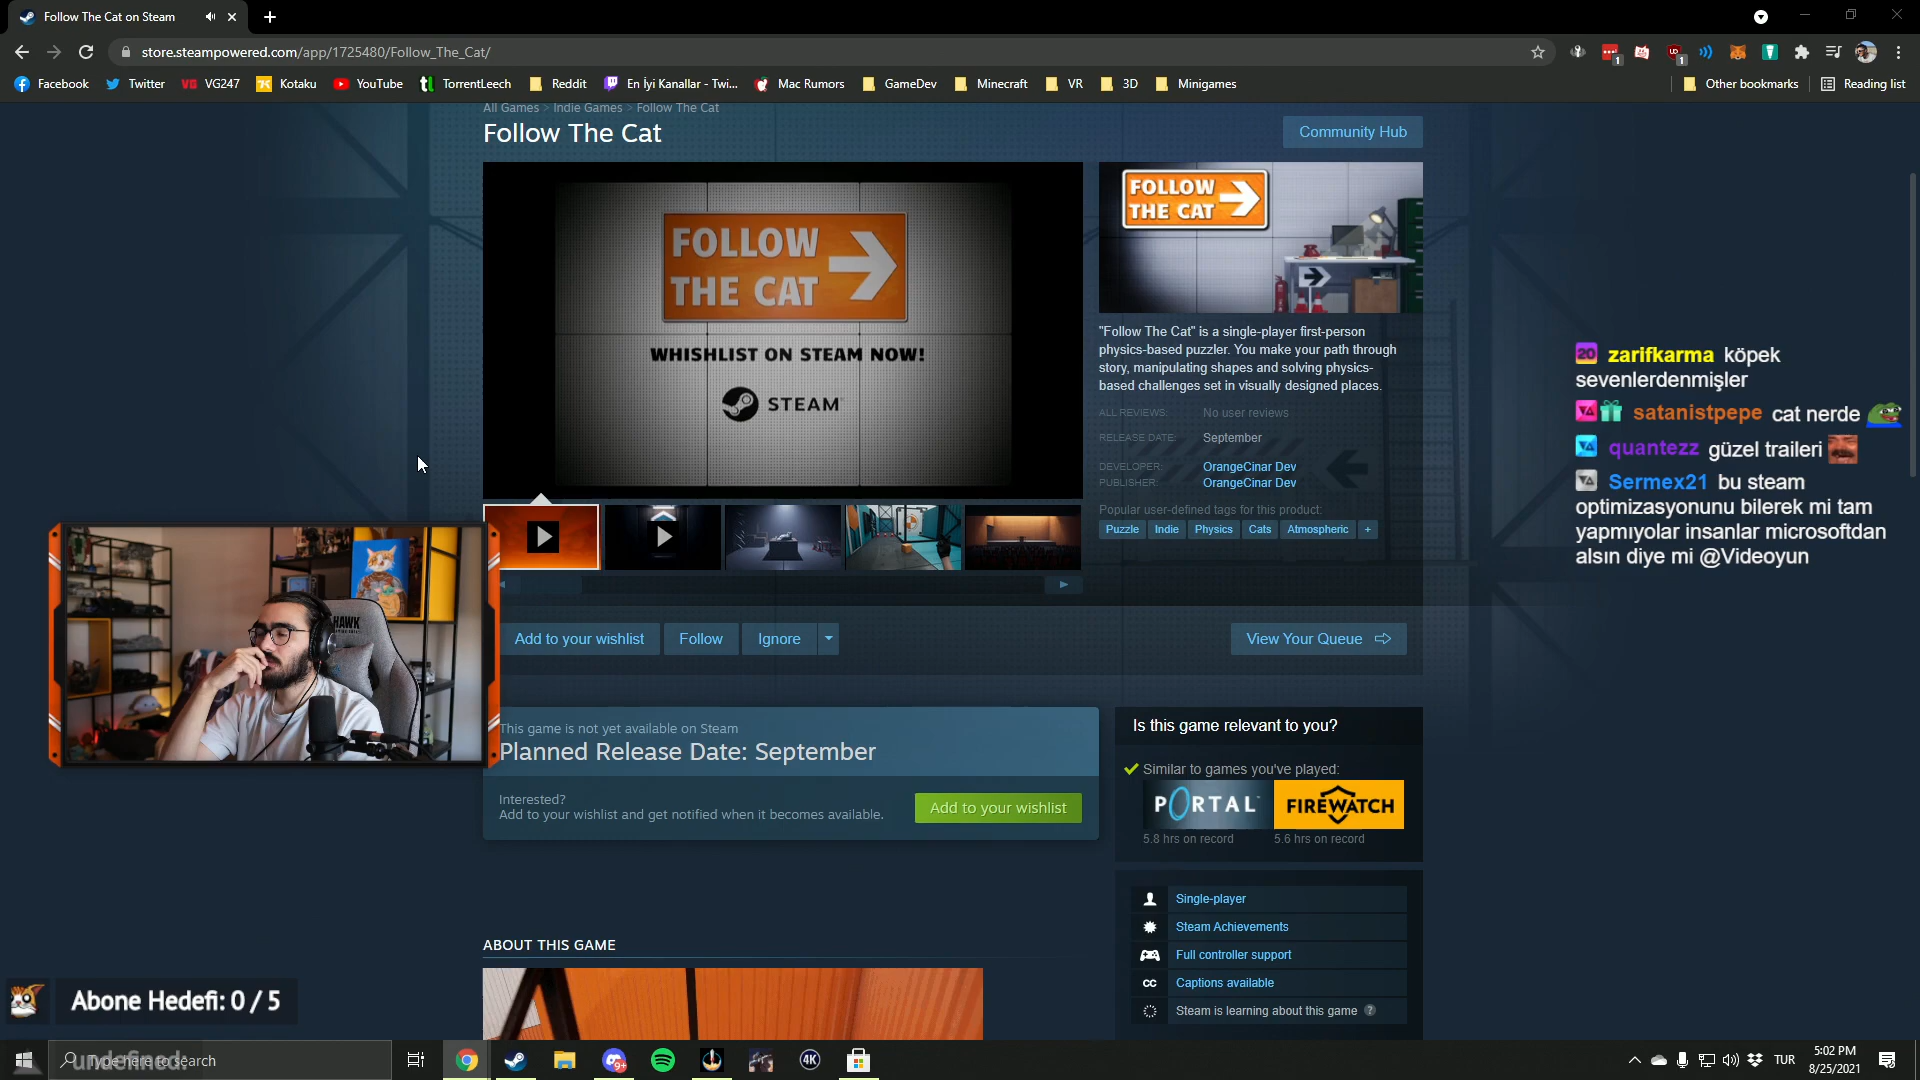 Follow The Cat on Steam
store.steampowered.com/app/1725480/Follow_The_Cat/
Facebook
Twitter
VG247
Kotaku
YouTube
TorrentLeech
Reddit
En İyi Kanallar - Twi...
Mac Rumors
GameDev
Minecraft
VR
3D
Minigames
Other bookmarks
Reading list
All Games > Indie Games > Follow The Cat
Follow The Cat
Community Hub
FOLLOW
THE CAT
WHISHLIST ON STEAM NOW!
STEAM
FOLLOW
THE CAT
"Follow The Cat" is a single-player first-person
physics-based puzzler. You make your path through
story, manipulating shapes and solving physics-
based challenges set in visually designed places.
ALL REVIEWS: No user reviews
RELEASE DATE: September
DEVELOPER: OrangeCinar Dev
PUBLISHER: OrangeCinar Dev
Popular user-defined tags for this product:
Puzzle Indie Physics Cats Atmospheric +
20 zarifkarma köpek
sevenlerdenmişler
satanistpepe cat nerde
quantezz güzel traileri
Sermex21 bu steam
optimizasyonunu bilerek mi tam
yapmıyolar insanlar microsoftdan
alsın diye mi @Videoyun
HAWK
Add to your wishlist
Follow
Ignore
View Your Queue
This game is not yet available on Steam
Planned Release Date: September
Interested?
Add to your wishlist and get notified when it becomes available.
Add to your wishlist
Is this game relevant to you?
Similar to games you've played:
PORTAL
FIREWATCH
5.8 hrs on record
5.6 hrs on record
Single-player
Steam Achievements
Full controller support
CC Captions available
Steam is learning about this game ?
ABOUT THIS GAME
Abone Hedefi: 0 / 5
Type here to search
undefined:
4K
TUR
5:02 PM
8/25/2021